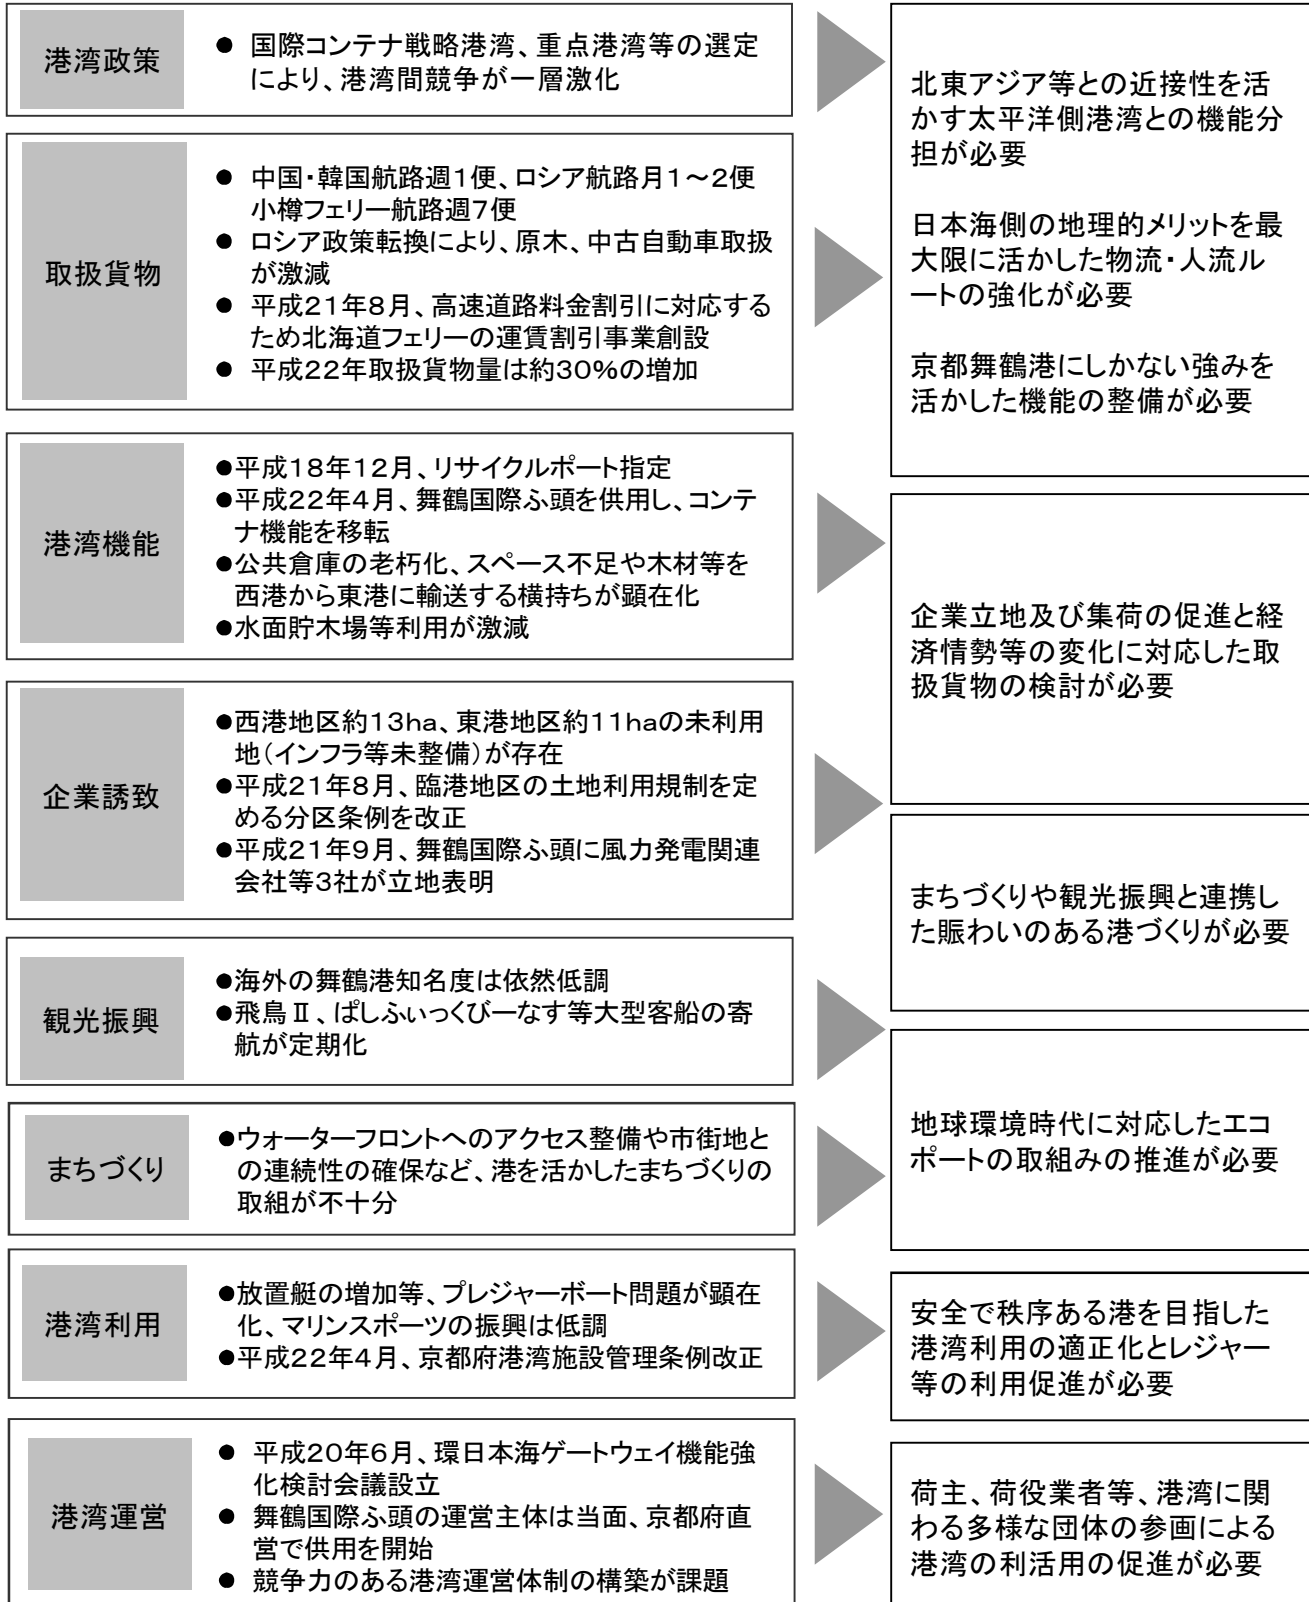 港湾政策
● 国際コンテナ戦略港湾、重点港湾等の選定
により、港湾間競争が一層激化
取扱貨物
● 中国・韓国航路週1便、ロシア航路月1～2便
小樽フェリー航路週7便
● ロシア政策転換により、原木、中古自動車取扱
が激減
● 平成21年8月、高速道路料金割引に対応する
ため北海道フェリーの運賃割引事業創設
● 平成22年取扱貨物量は約30%の増加
北東アジア等との近接性を活
かす太平洋側港湾との機能分
担が必要
日本海側の地理的メリットを最
大限に活かした物流・人流ル
ートの強化が必要
京都舞鶴港にしかない強みを
活かした機能の整備が必要
港湾機能
●平成18年12月、リサイクルポート指定
●平成22年4月、舞鶴国際ふ頭を供用し、コンテ
ナ機能を移転
●公共倉庫の老朽化、スペース不足や木材等を
西港から東港に輸送する横持ちが顕在化
●水面貯木場等利用が激減
企業誘致
●西港地区約13ha、東港地区約11haの未利用
地(インフラ等未整備)が存在
●平成21年8月、臨港地区の土地利用規制を定
める分区条例を改正
●平成21年9月、舞鶴国際ふ頭に風力発電関連
会社等3社が立地表明
企業立地及び集荷の促進と経
済情勢等の変化に対応した取
扱貨物の検討が必要
まちづくりや観光振興と連携し
た賑わいのある港づくりが必要
観光振興
●海外の舞鶴港知名度は依然低調
●飛鳥Ⅱ、ぱしふぃっくびーなす等大型客船の寄
航が定期化
まちづくり
●ウォーターフロントへのアクセス整備や市街地と
の連続性の確保など、港を活かしたまちづくりの
取組が不十分
地球環境時代に対応したエコ
ポートの取組みの推進が必要
港湾利用
●放置艇の増加等、プレジャーボート問題が顕在
化、マリンスポーツの振興は低調
●平成22年4月、京都府港湾施設管理条例改正
安全で秩序ある港を目指した
港湾利用の適正化とレジャー
等の利用促進が必要
港湾運営
● 平成20年6月、環日本海ゲートウェイ機能強
化検討会議設立
● 舞鶴国際ふ頭の運営主体は当面、京都府直
営で供用を開始
● 競争力のある港湾運営体制の構築が課題
荷主、荷役業者等、港湾に関
わる多様な団体の参画による
港湾の利活用の促進が必要